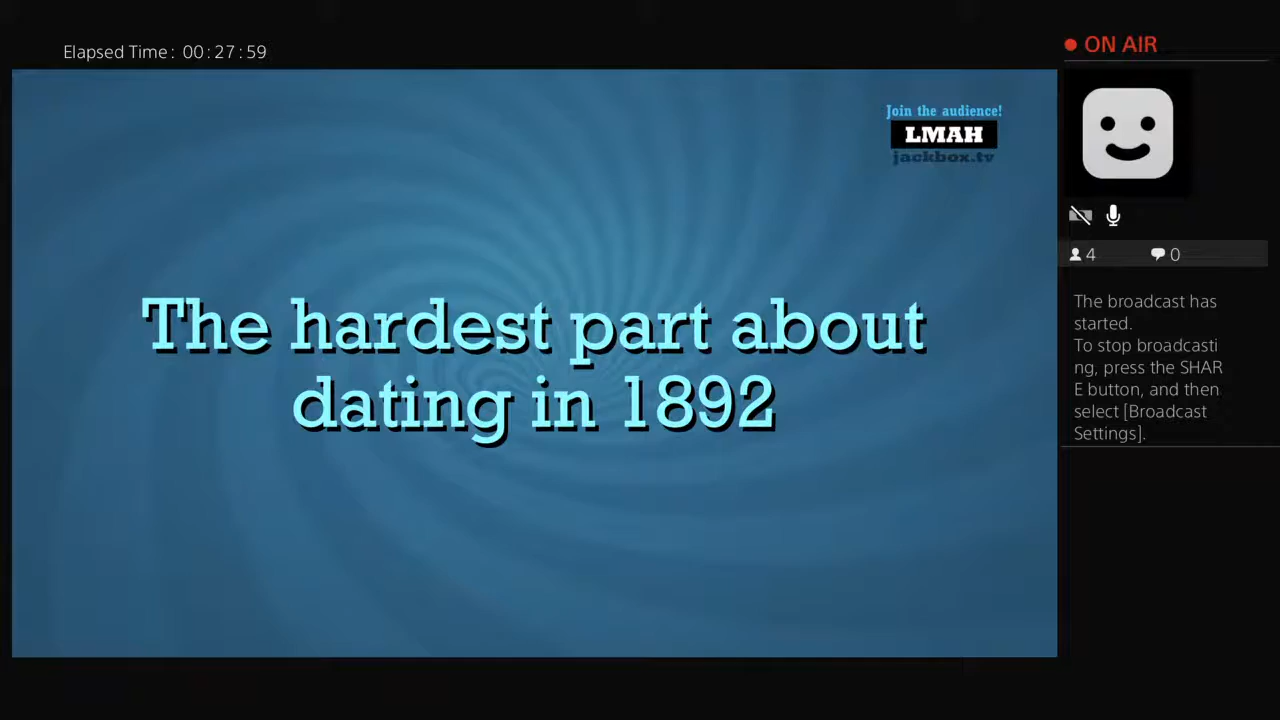 Elapsed Time: 00:27:59
ON AIR
Join the audience!
LMAH
jackbox.tv
The hardest part about
dating in 1892
4
0
The broadcast has
started.
To stop broadcasti
ng, press the SHAR
E button, and then
select [Broadcast
Settings].